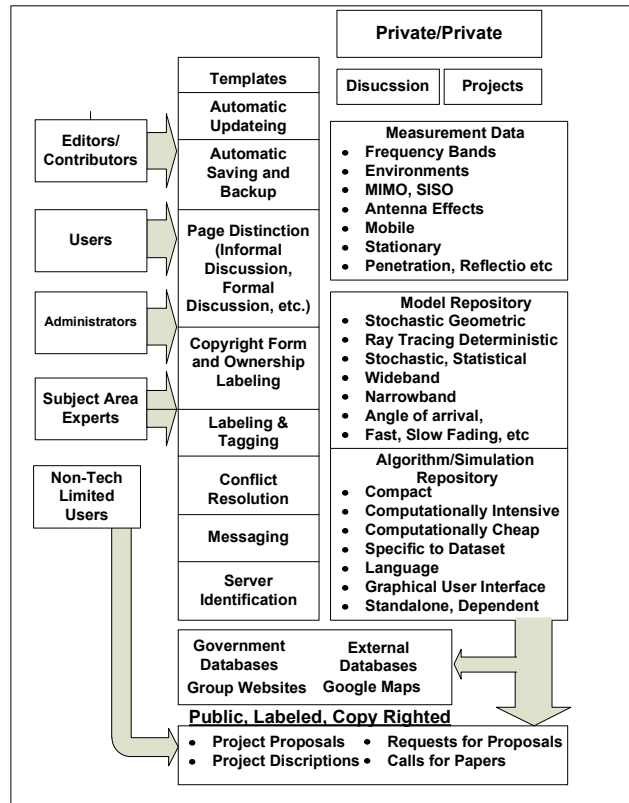 Private/Private
Disucssion
Projects
Editors/
Contributors
Users
Administrators
Subject Area
Experts
Non-Tech
Limited
Users
Templates
Automatic
Updateing
Automatic
Saving and
Backup
Page Distinction
(Informal
Discussion,
Formal
Discussion, etc.)
Copyright Form
and Ownership
Labeling
Labeling &
Tagging
Conflict
Resolution
Messaging
Server
Identification
Measurement Data
• Frequency Bands
• Environments
• MIMO, SISO
• Antenna Effects
• Mobile
• Stationary
• Penetration, Reflectio etc
Model Repository
• Stochastic Geometric
• Ray Tracing Deterministic
• Stochastic, Statistical
• Wideband
• Narrowband
• Angle of arrival,
• Fast, Slow Fading, etc
Algorithm/Simulation
Repository
• Compact
• Computationally Intensive
• Computationally Cheap
• Specific to Dataset
• Language
• Graphical User Interface
• Standalone, Dependent
Government
Databases
External
Databases
Group Websites
Google Maps
Public, Labeled, Copy Righted
• Project Proposals
• Project Discriptions
• Requests for Proposals
• Calls for Papers